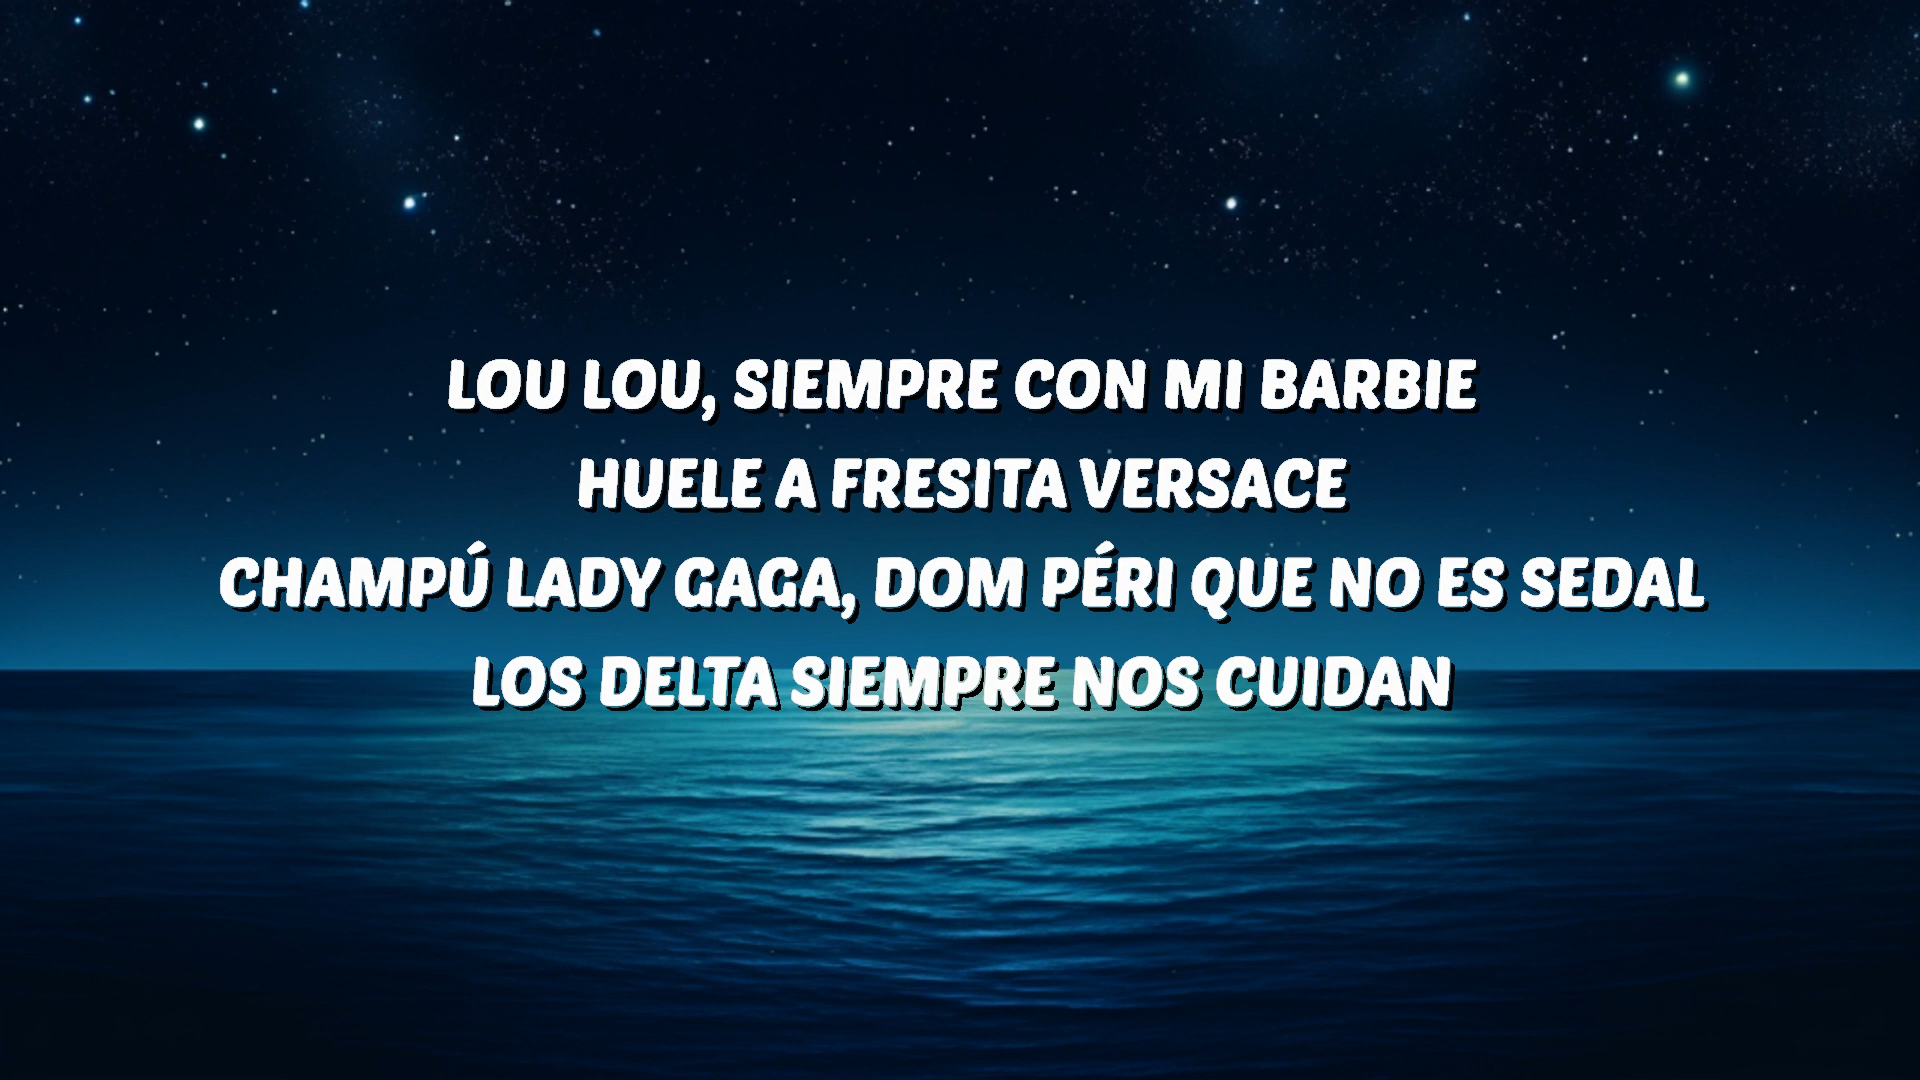 LOU LOU, SIEMPRE CON MI BARBIE
HUELE A FRESITA VERSACE
CHAMPÚ LADY GAGA, DOM PÉRI QUE NO ES SEDAL
LOS DELTA SIEMPRE NOS CUIDAN